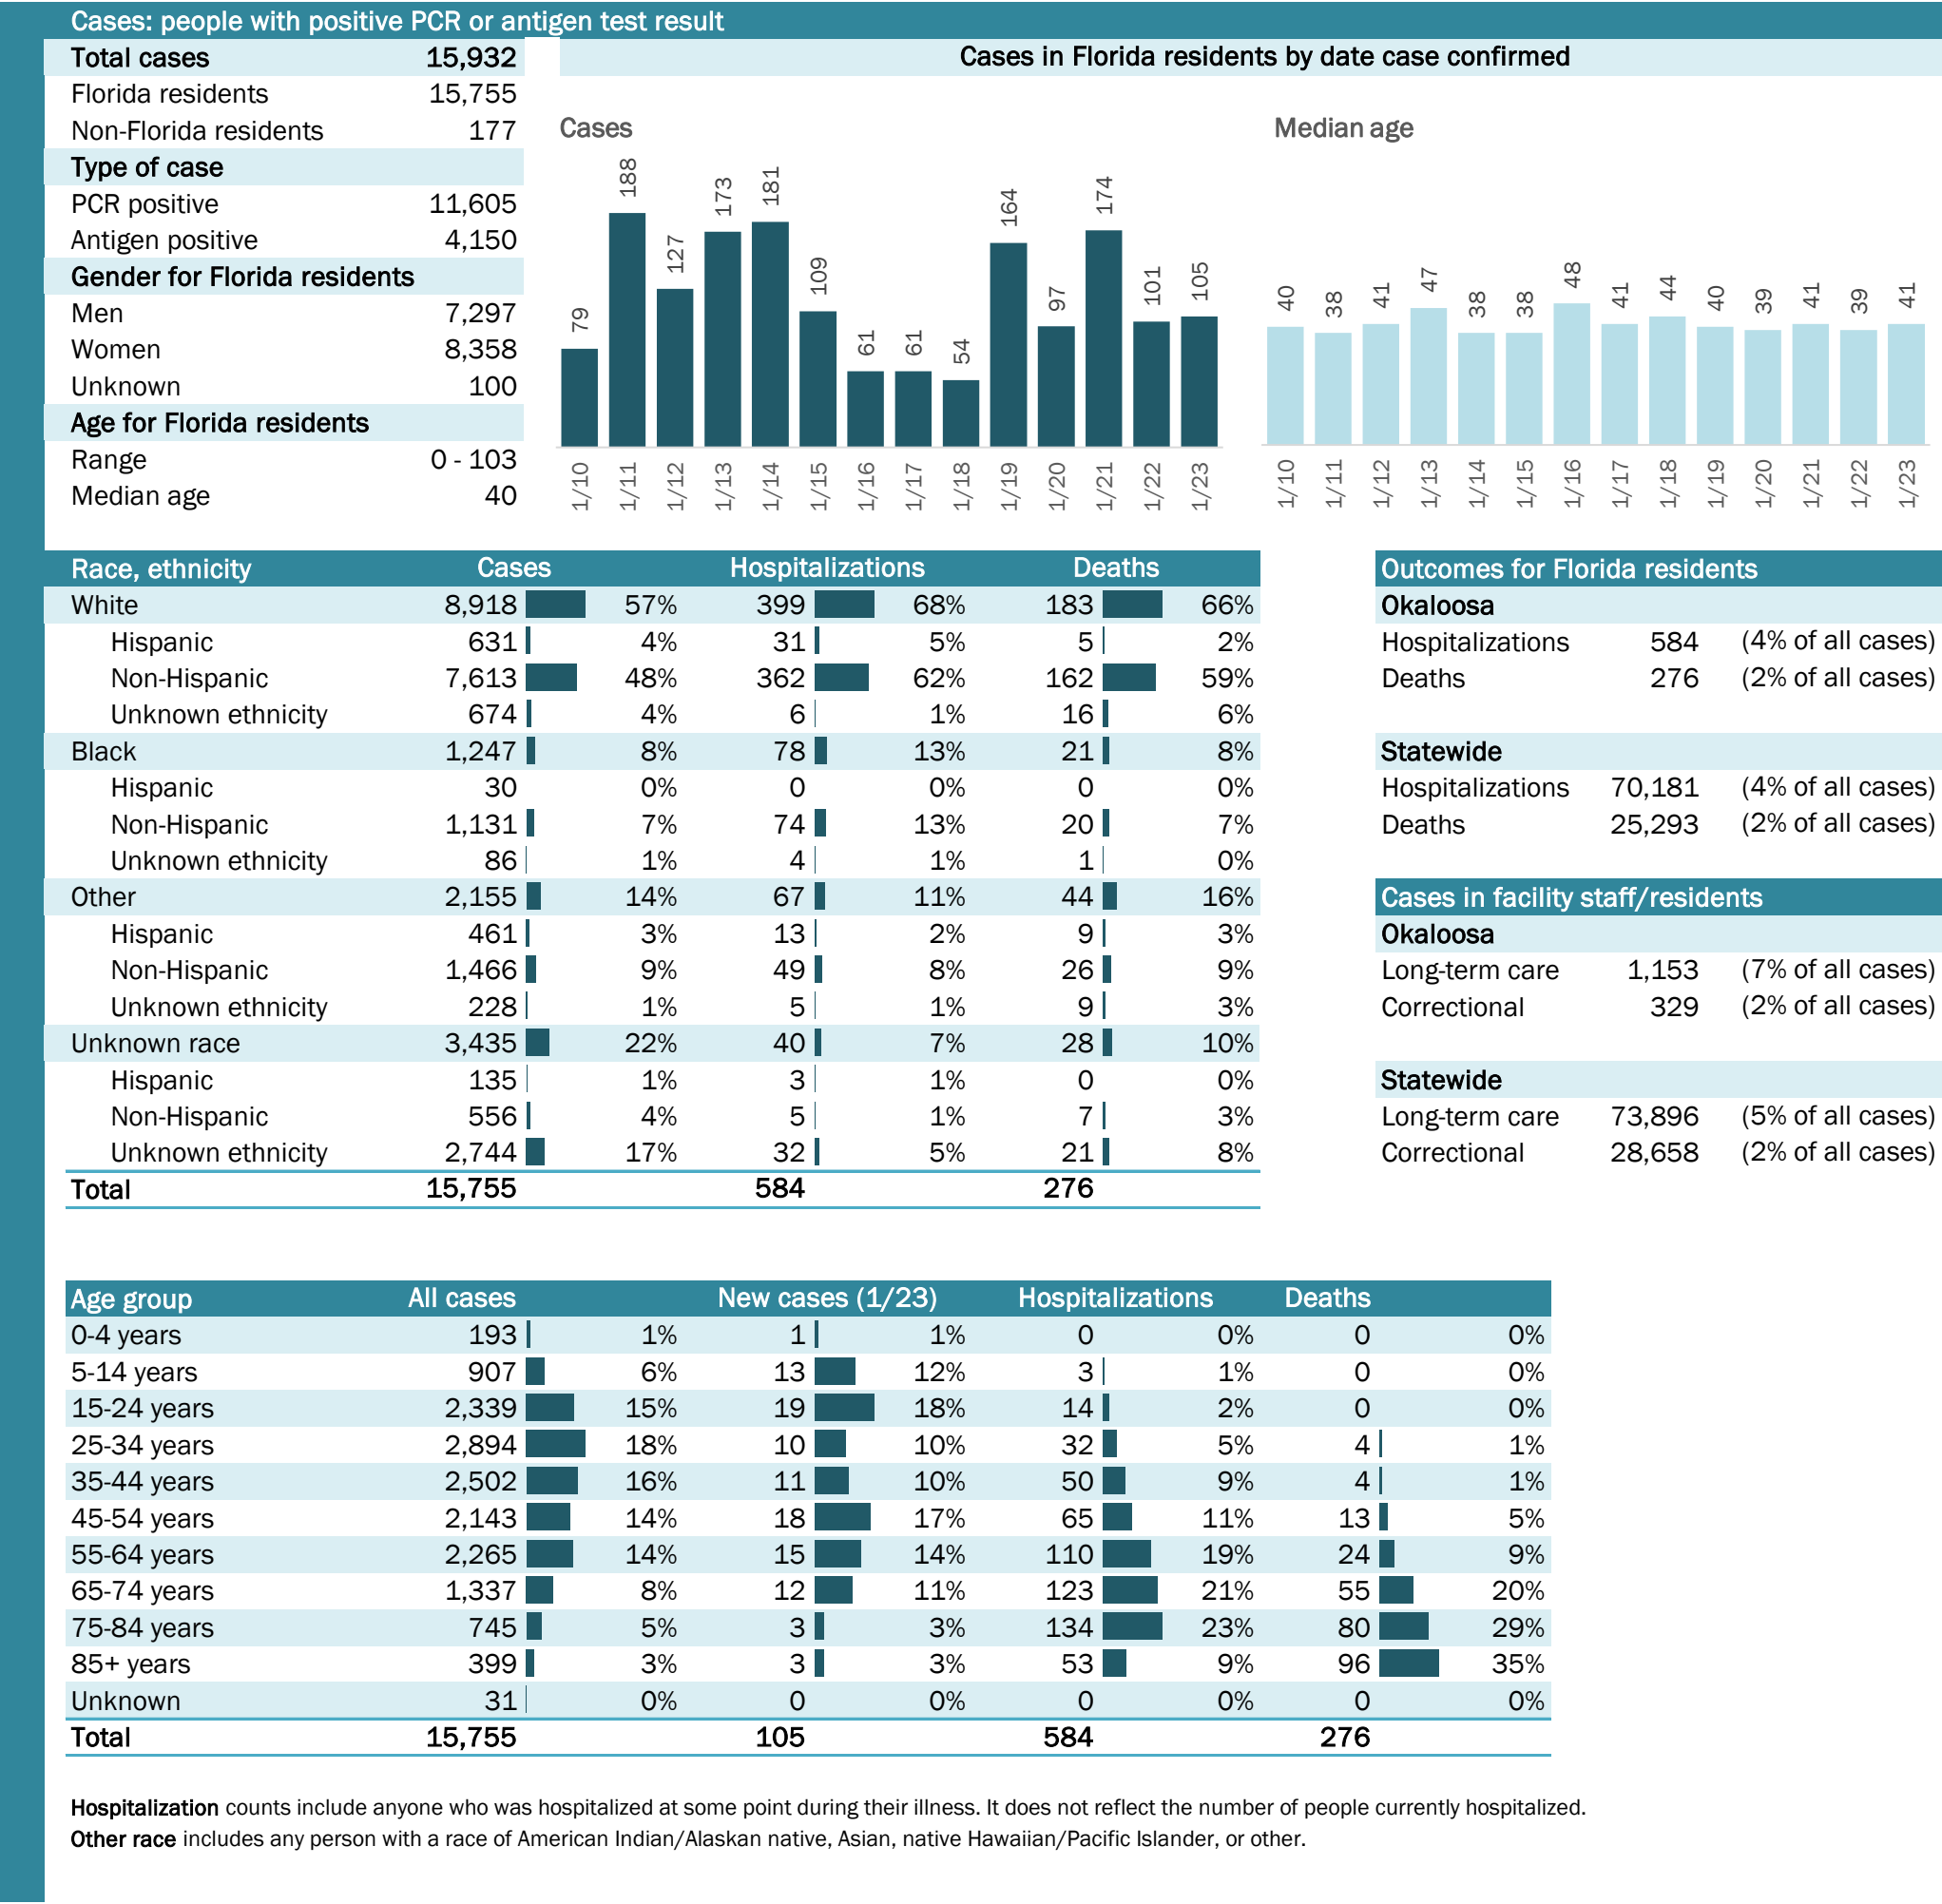 Cases: people with positive PCR or antigen test result
Total cases 15,932
Florida residents 15,755
Non-Florida residents 177
Type of case
PCR positive 11,605
Antigen positive 4,150
Gender for Florida residents
Men 7,297
Women 8,358
Unknown 100
Age for Florida residents
Range 0 - 103
Median age 40
Cases in Florida residents by date case confirmed
Cases
79 188 127 173 181 109 61 61 54 164 97 174 101 105
1/10 1/11 1/12 1/13 1/14 1/15 1/16 1/17 1/18 1/19 1/20 1/21 1/22 1/23
Median age
40 38 41 47 38 38 48 41 44 40 39 41 39 41
1/10 1/11 1/12 1/13 1/14 1/15 1/16 1/17 1/18 1/19 1/20 1/21 1/22 1/23
Race, ethnicity Cases Hospitalizations Deaths
White 8,918 57% 399 68% 183 66%
Hispanic 631 4% 31 5% 5 2%
Non-Hispanic 7,613 48% 362 62% 162 59%
Unknown ethnicity 674 4% 6 1% 16 6%
Black 1,247 8% 78 13% 21 8%
Hispanic 30 0% 0 0% 0 0%
Non-Hispanic 1,131 7% 74 13% 20 7%
Unknown ethnicity 86 1% 4 1% 1 0%
Other 2,155 14% 67 11% 44 16%
Hispanic 461 3% 13 2% 9 3%
Non-Hispanic 1,466 9% 49 8% 26 9%
Unknown ethnicity 228 1% 5 1% 9 3%
Unknown race 3,435 22% 40 7% 28 10%
Hispanic 135 1% 3 1% 0 0%
Non-Hispanic 556 4% 5 1% 7 3%
Unknown ethnicity 2,744 17% 32 5% 21 8%
Total 15,755 584 276
Outcomes for Florida residents
Okaloosa
Hospitalizations 584 (4% of all cases)
Deaths 276 (2% of all cases)
Statewide
Hospitalizations 70,181 (4% of all cases)
Deaths 25,293 (2% of all cases)
Cases in facility staff/residents
Okaloosa
Long-term care 1,153 (7% of all cases)
Correctional 329 (2% of all cases)
Statewide
Long-term care 73,896 (5% of all cases)
Correctional 28,658 (2% of all cases)
Age group All cases New cases (1/23) Hospitalizations Deaths
0-4 years 193 1% 1 1% 0 0% 0 0%
5-14 years 907 6% 13 12% 3 1% 0 0%
15-24 years 2,339 15% 19 18% 14 2% 0 0%
25-34 years 2,894 18% 10 10% 32 5% 4 1%
35-44 years 2,502 16% 11 10% 50 9% 4 1%
45-54 years 2,143 14% 18 17% 65 11% 13 5%
55-64 years 2,265 14% 15 14% 110 19% 24 9%
65-74 years 1,337 8% 12 11% 123 21% 55 20%
75-84 years 745 5% 3 3% 134 23% 80 29%
85+ years 399 3% 3 3% 53 9% 96 35%
Unknown 31 0% 0 0% 0 0% 0 0%
Total 15,755 105 584 276
Hospitalization counts include anyone who was hospitalized at some point during their illness. It does not reflect the number of people currently hospitalized.
Other race includes any person with a race of American Indian/Alaskan native, Asian, native Hawaiian/Pacific Islander, or other.